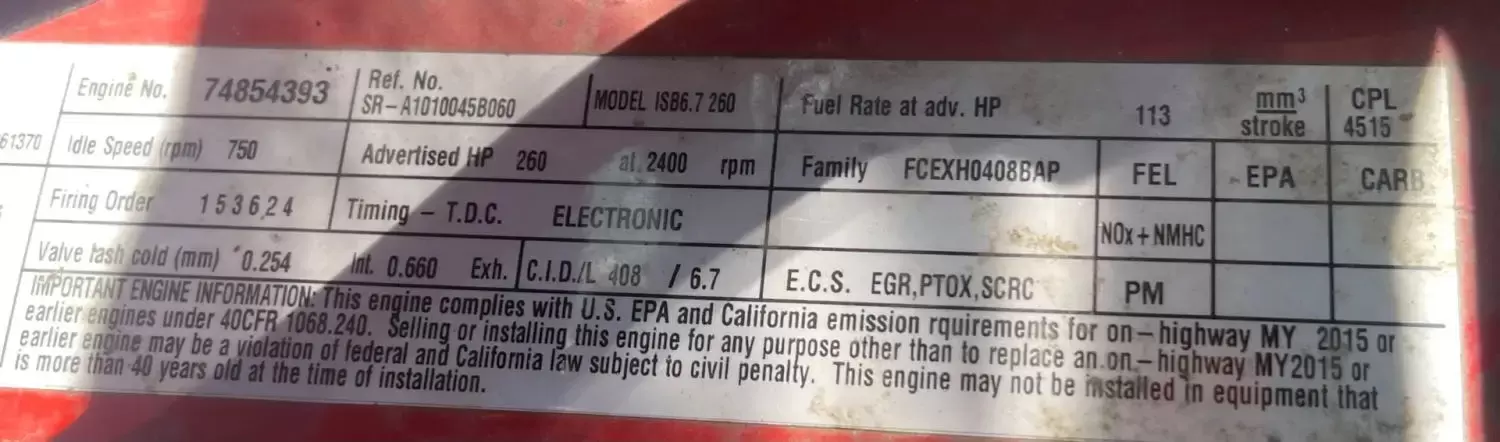 Engine No. 74854393 Ref. No. SR-A1010045B060 MODEL ISB6.7 260 Fuel Rate at adv. HP 113 mm³ stroke CPL 4515
61370 Idle Speed (rpm) 750 Advertised HP 260 at 2400 rpm Family FCEXH0408BAP FEL EPA CARB
Firing Order 153624 Timing - T.D.C. ELECTRONIC NOx+NMHC
Valve lash cold (mm) 0.254 Int. 0.660 Exh. C.I.D./L 408 / 6.7 E.C.S. EGR,PTOX,SCRC PM
IMPORTANT ENGINE INFORMATION: This engine complies with U.S. EPA and California emission rquirements for on-highway MY 2015 or
earlier engines under 40CFR 1068.240. Selling or installing this engine for any purpose other than to replace an on-highway MY2015 or
earlier engine may be a violation of federal and California law subject to civil penalty. This engine may not be installed in equipment that
is more than 40 years old at the time of installation.